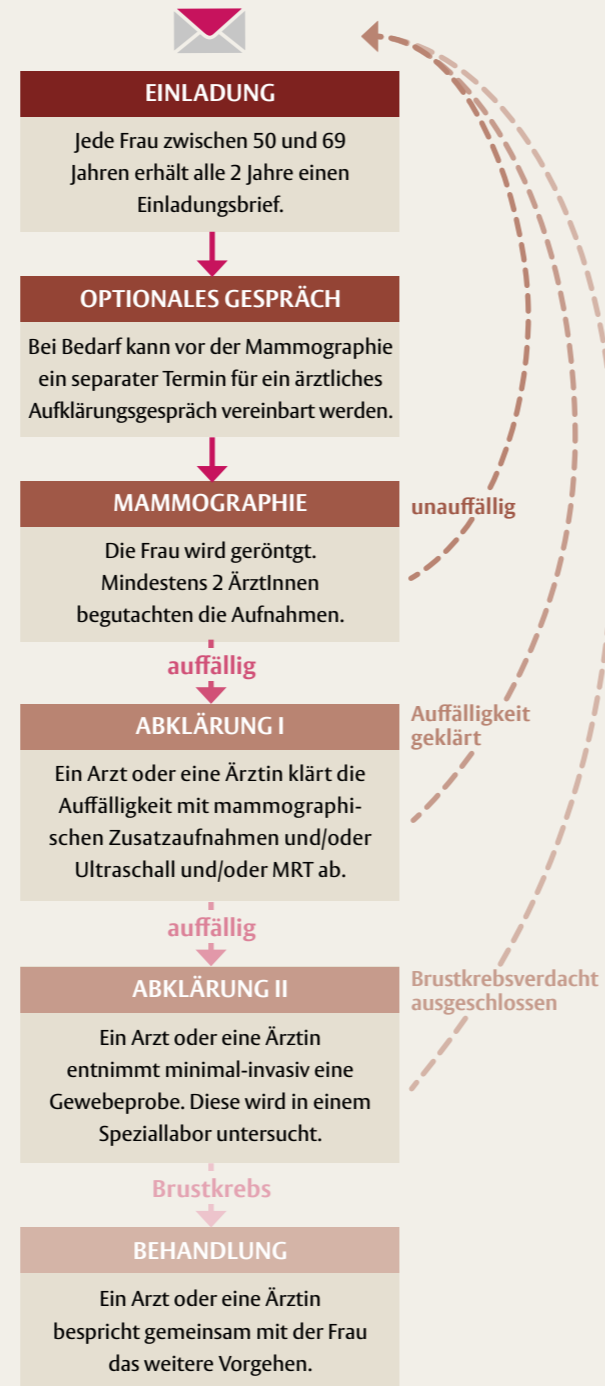 EINLADUNG
Jede Frau zwischen 50 und 69
Jahren erhält alle 2 Jahre einen
Einladungsbrief.
OPTIONALES GESPRÄCH
Bei Bedarf kann vor der Mammographie
ein separater Termin für ein ärztliches
Aufklärungsgespräch vereinbart werden.
MAMMOGRAPHIE
Die Frau wird geröntgt.
Mindestens 2 ÄrztInnen
begutachten die Aufnahmen.
unauffällig
auffällig
ABKLÄRUNG I
Ein Arzt oder eine Ärztin klärt die
Auffälligkeit mit mammographi-
schen Zusatzaufnahmen und/oder
Ultraschall und/oder MRT ab.
Auffälligkeit
geklärt
auffällig
ABKLÄRUNG II
Ein Arzt oder eine Ärztin
entnimmt minimal-invasiv eine
Gewebeprobe. Diese wird in einem
Speziallabor untersucht.
Brustkrebsverdacht
ausgeschlossen
Brustkrebs
BEHANDLUNG
Ein Arzt oder eine Ärztin
bespricht gemeinsam mit der Frau
das weitere Vorgehen.